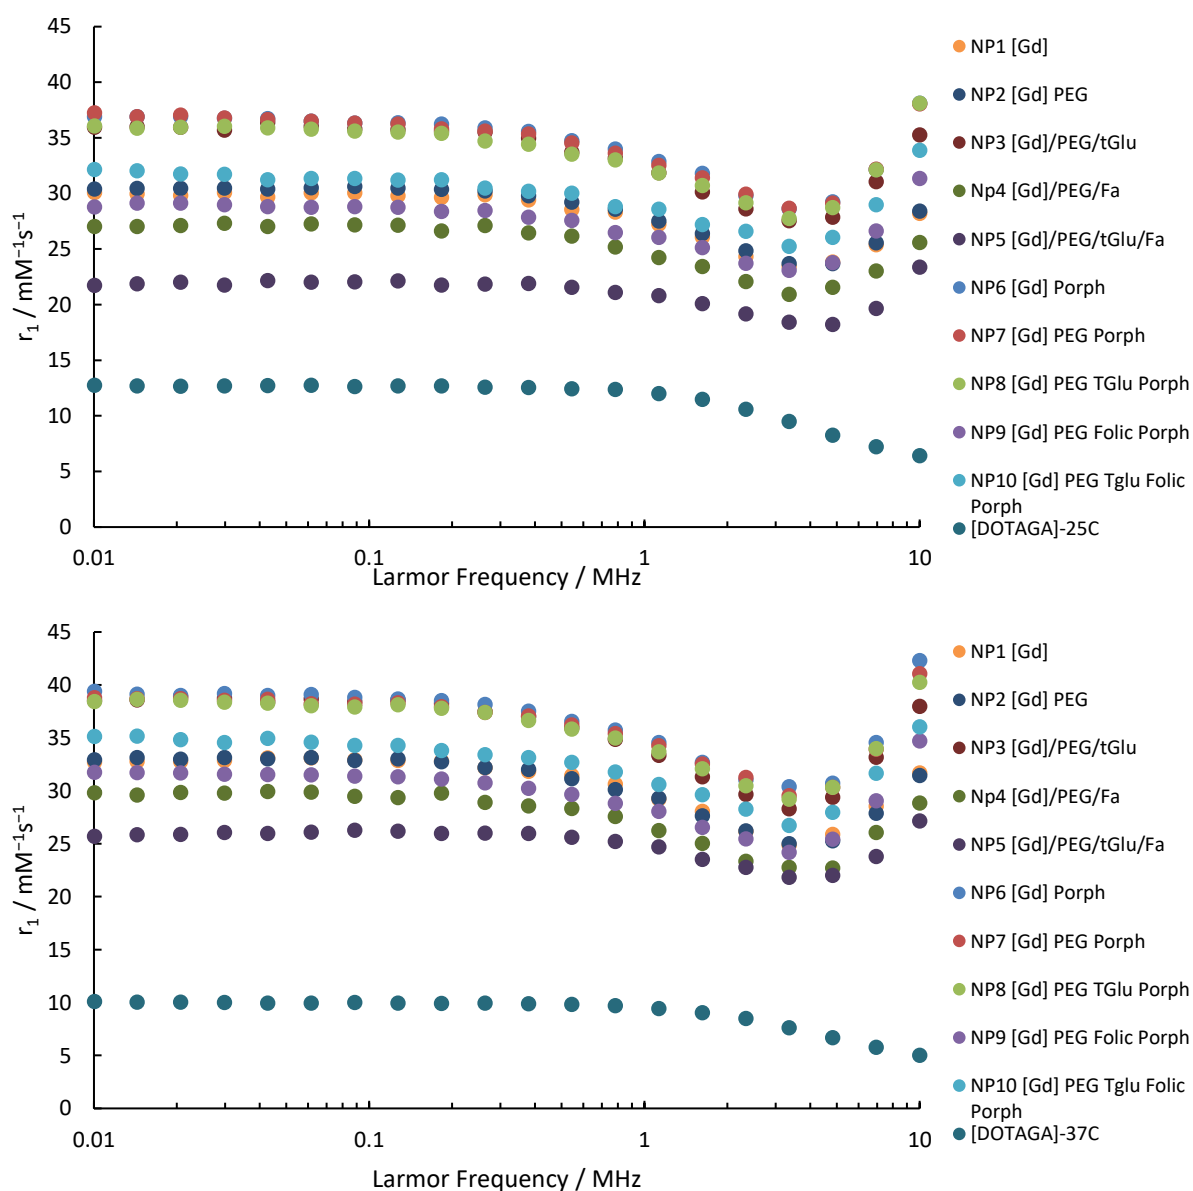 45
40
35
30
25
20
15
10
5
0
r₁ / mM⁻¹s⁻¹
0.01
0.1
1
10
Larmor Frequency / MHz
NP1 [Gd]
NP2 [Gd] PEG
NP3 [Gd]/PEG/tGlu
Np4 [Gd]/PEG/Fa
NP5 [Gd]/PEG/tGlu/Fa
NP6 [Gd] Porph
NP7 [Gd] PEG Porph
NP8 [Gd] PEG TGlu Porph
NP9 [Gd] PEG Folic Porph
NP10 [Gd] PEG Tglu Folic
Porph
[DOTAGA]-25C
45
40
35
30
25
20
15
10
5
0
r₁ / mM⁻¹s⁻¹
0.01
0.1
1
10
Larmor Frequency / MHz
NP1 [Gd]
NP2 [Gd] PEG
NP3 [Gd]/PEG/tGlu
Np4 [Gd]/PEG/Fa
NP5 [Gd]/PEG/tGlu/Fa
NP6 [Gd] Porph
NP7 [Gd] PEG Porph
NP8 [Gd] PEG TGlu Porph
NP9 [Gd] PEG Folic Porph
NP10 [Gd] PEG Tglu Folic
Porph
[DOTAGA]-37C